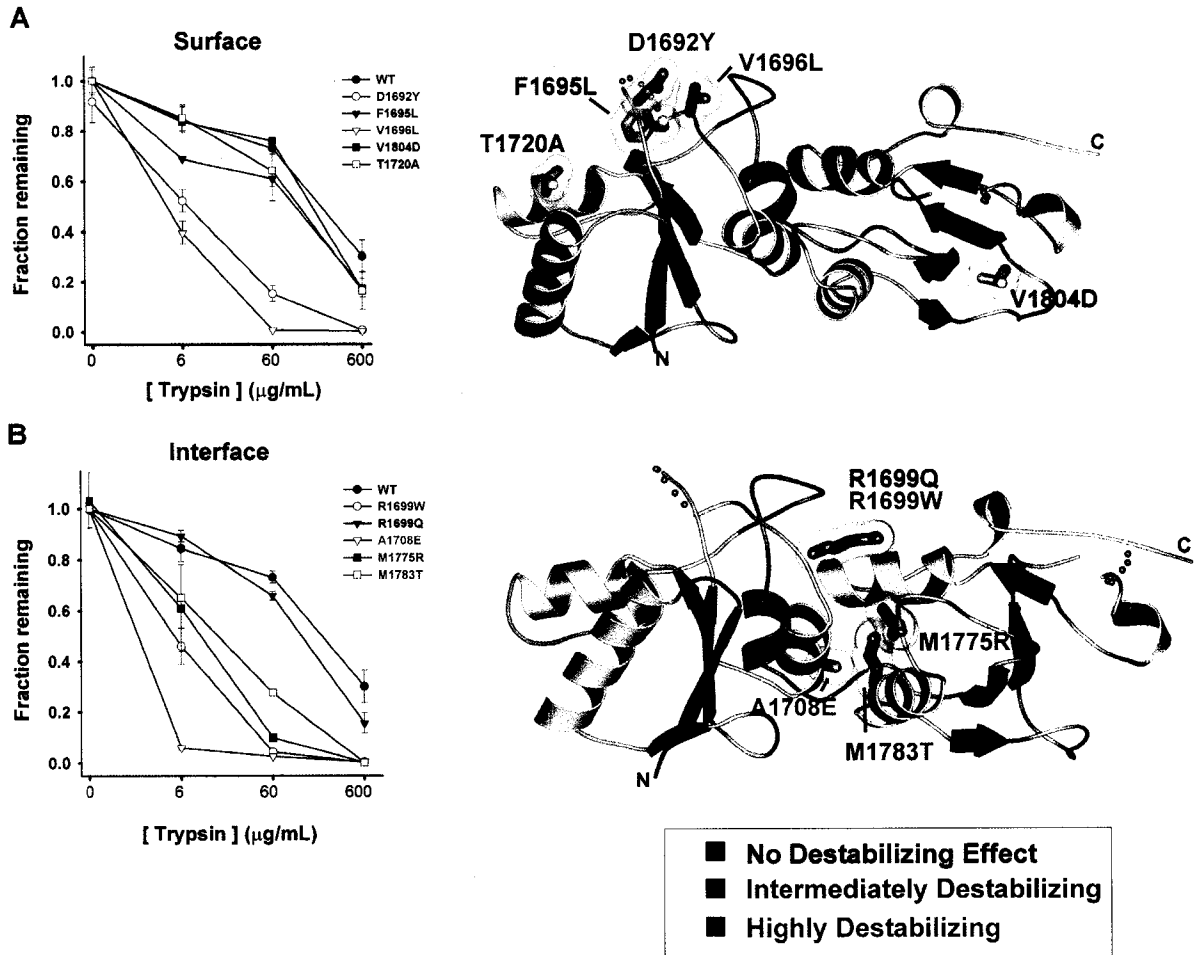 A
Surface
Fraction remaining
1.0
0.8
0.6
0.4
0.2
0.0
0 6 60 600
[ Trypsin ] (μg/mL)
WT
D1692Y
F1695L
V1696L
V1804D
T1720A
D1692Y
V1696L
F1695L
T1720A
C
V1804D
N
B
Interface
Fraction remaining
1.0
0.8
0.6
0.4
0.2
0.0
0 6 60 600
[ Trypsin ] (μg/mL)
WT
R1699W
R1699Q
A1708E
M1775R
M1783T
R1699Q
R1699W
C
M1775R
A1708E
M1783T
N
No Destabilizing Effect
Intermediately Destabilizing
Highly Destabilizing